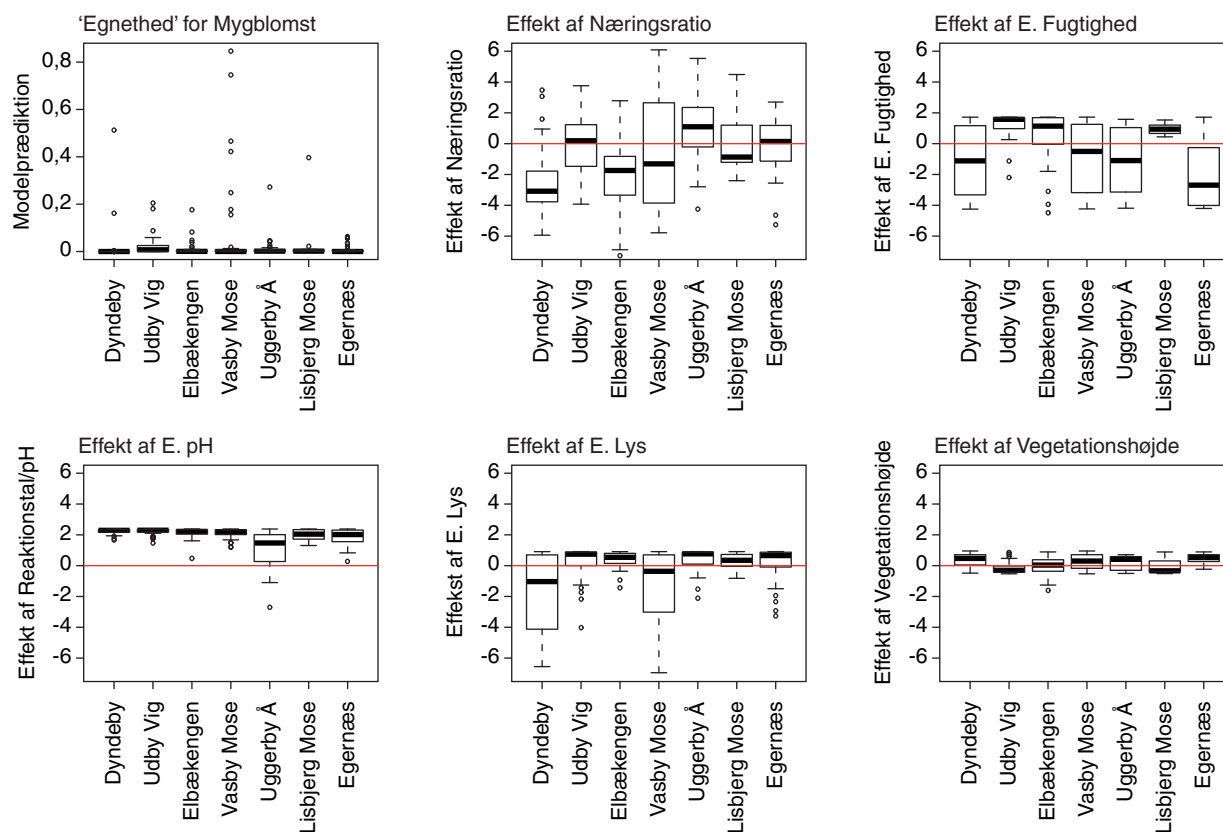 ‘Egnethed’ for Mygblomst
Modelprædiktion
0,8
0,6
0,4
0,2
0
Dyndeby
Udby Vig
Elbækengen
Vasby Mose
Uggerby Å
Lisbjerg Mose
Egernæs
Effekt af Næringsratio
Effekt af Næringsratio
6
4
2
0
-2
-4
-6
Dyndeby
Udby Vig
Elbækengen
Vasby Mose
Uggerby Å
Lisbjerg Mose
Egernæs
Effekt af E. Fugtighed
Effekt af E. Fugtighed
6
4
2
0
-2
-4
-6
Dyndeby
Udby Vig
Elbækengen
Vasby Mose
Uggerby Å
Lisbjerg Mose
Egernæs
Effekt af E. pH
Effekt af Reaktionstal/pH
6
4
2
0
-2
-4
-6
Dyndeby
Udby Vig
Elbækengen
Vasby Mose
Uggerby Å
Lisbjerg Mose
Egernæs
Effekt af E. Lys
Effekst af E. Lys
6
4
2
0
-2
-4
-6
Dyndeby
Udby Vig
Elbækengen
Vasby Mose
Uggerby Å
Lisbjerg Mose
Egernæs
Effekt af Vegetationshøjde
Effekt af Vegetationshøjde
6
4
2
0
-2
-4
-6
Dyndeby
Udby Vig
Elbækengen
Vasby Mose
Uggerby Å
Lisbjerg Mose
Egernæs